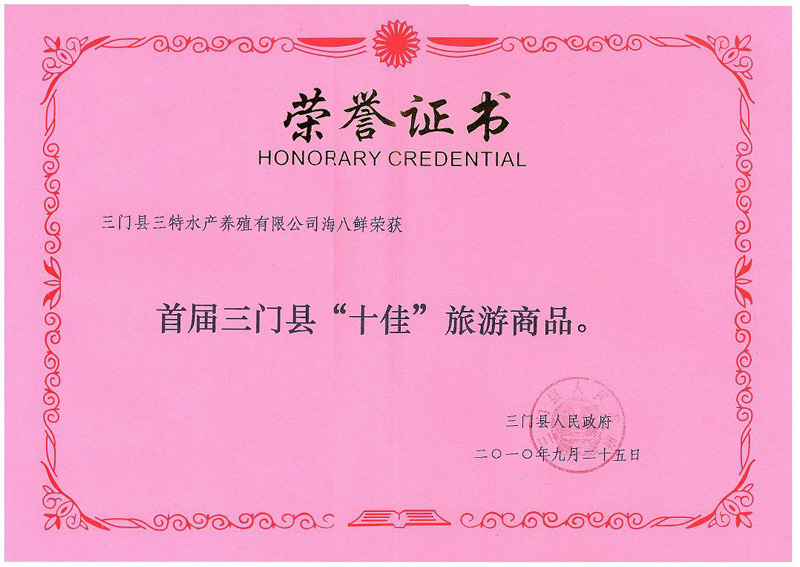 荣誉证书
HONORARY CREDENTIAL
三门县三特水产养殖有限公司海八鲜荣获
首届三门县“十佳”旅游商品。
三门县人民政府
二〇一〇年九月二十五日